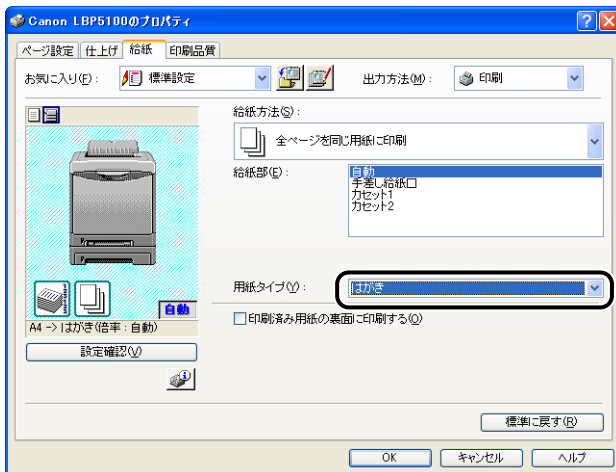 Canon LBP5100のプロパティ
ページ設定 仕上げ 給紙 印刷品質
お気に入り(F): 標準設定 出力方法(M): 印刷
給紙方法(S):
全ページを同じ用紙に印刷
給紙部(E):
自動
手差し給紙口
カセット1
カセット2
用紙タイプ(Y): はがき
自動
A4 -> はがき(倍率:自動)
印刷済み用紙の裏面に印刷する(O)
設定確認(V)
標準に戻す(R)
OK キャンセル ヘルプ